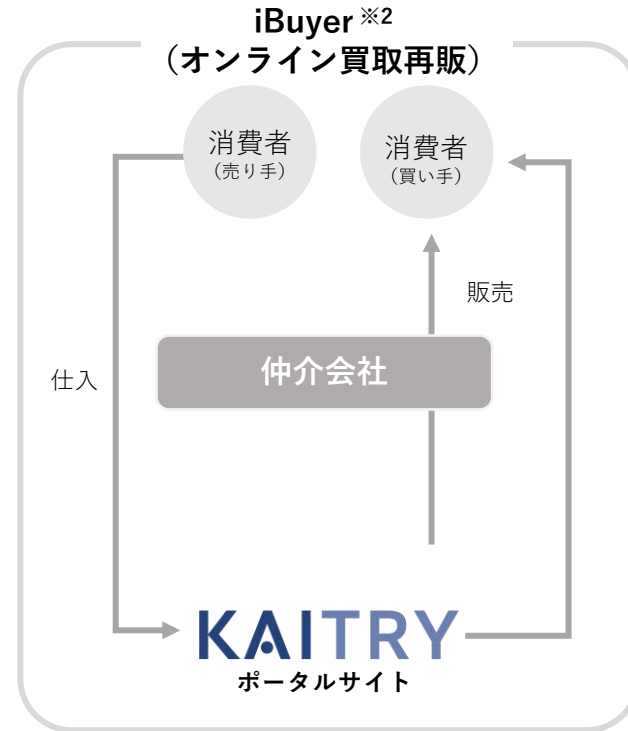 iBuyer※2
（オンライン買取再販）
消費者
（売り手）
消費者
（買い手）
販売
仲介会社
仕入
KAITRY
ポータルサイト